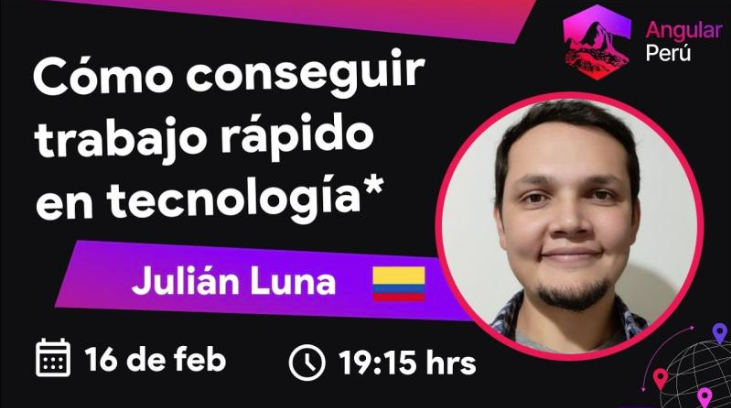 Angular
Perú
Cómo conseguir
trabajo rápido
en tecnología*
Julián Luna
16 de feb
19:15 hrs